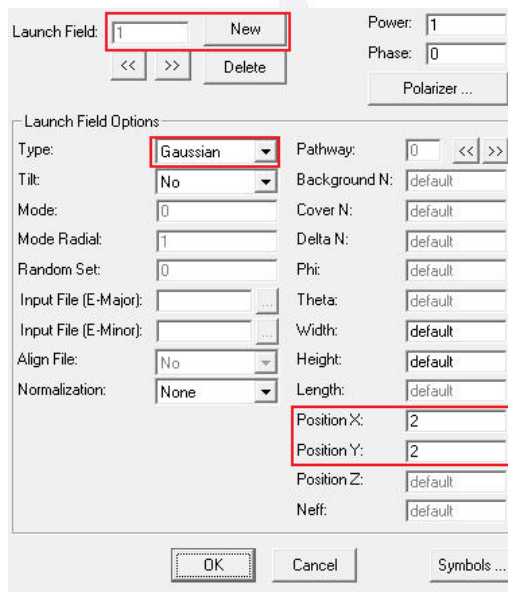 Launch Field: 1 New Power: 1
<< >> Delete Phase: 0
Polarizer ...
Launch Field Options
Type: Gaussian Pathway: 0 << >>
Tilt: No Background N: default
Mode: 0 Cover N: default
Mode Radial: 1 Delta N: default
Random Set: 0 Phi: default
Input File (E-Major): ... Theta: default
Input File (E-Minor): ... Width: default
Align File: No Height: default
Normalization: None Length: default
Position X: 2
Position Y: 2
Position Z: default
Neff: default
OK Cancel Symbols ...